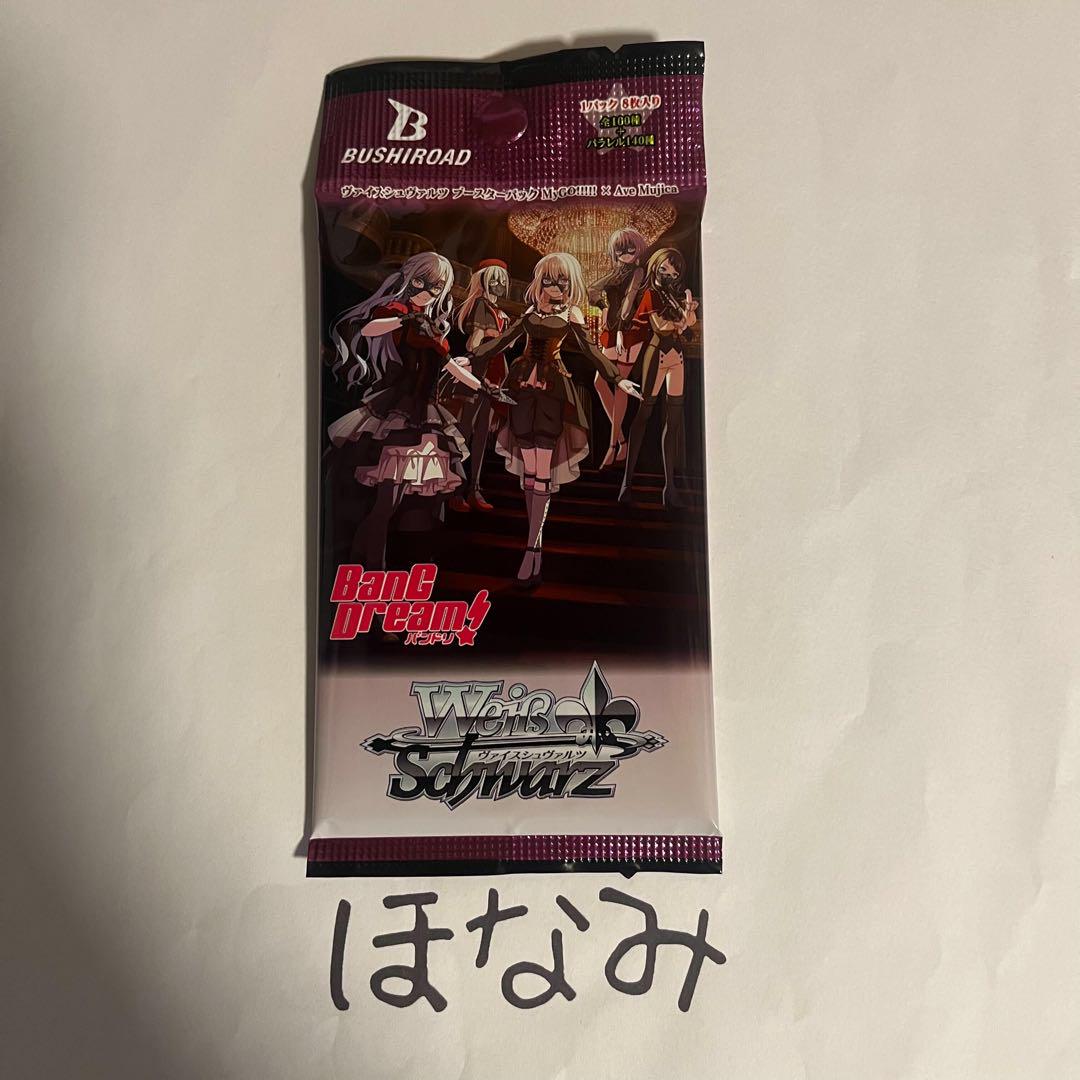 BUSHIROAD
1パック 8枚入り
全100種
+
パラレル140種
ヴァイスシュヴァルツ ブースターパック MyGO!!!!! × Ave Mujica
BanG
Dream!
バンドリ
Weiß
ヴァイスシュヴァルツ
Schwarz
ほなみ